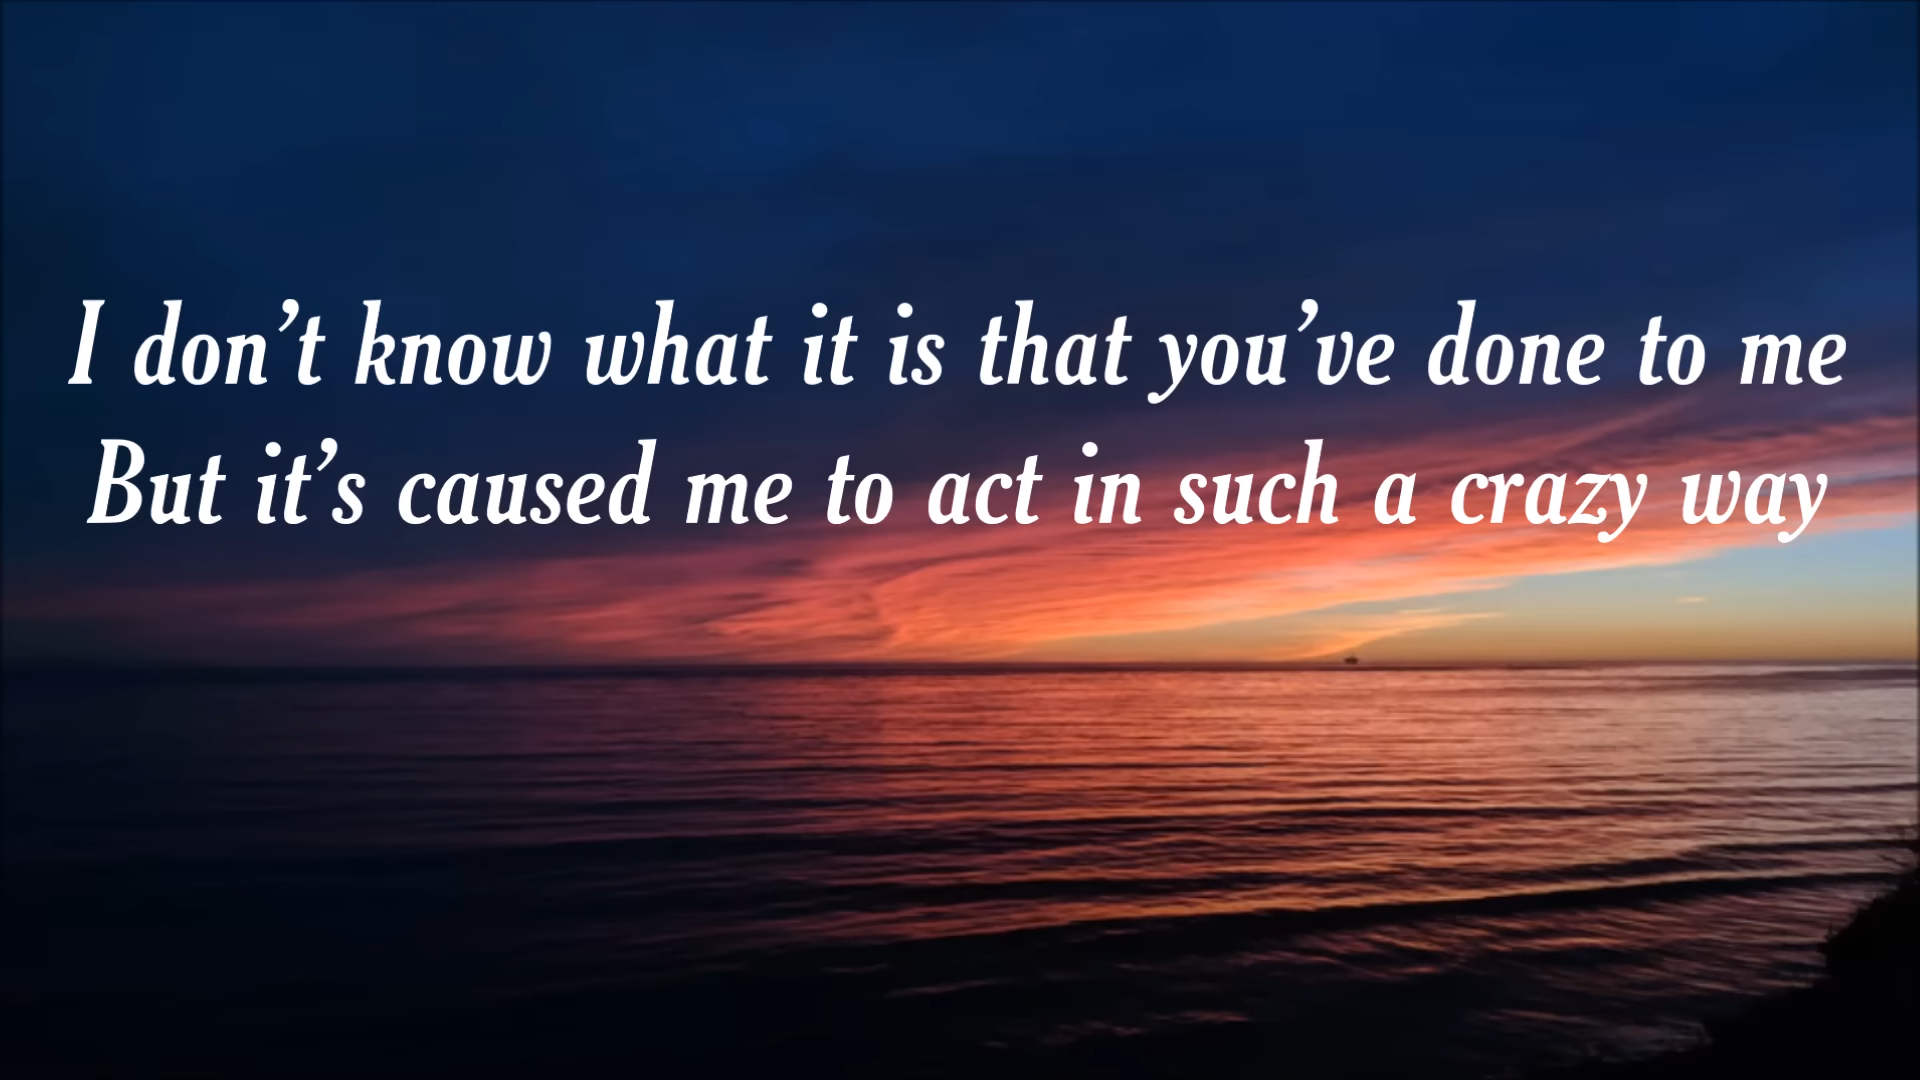 I don’t know what it is that you’ve done to me
But it’s caused me to act in such a crazy way